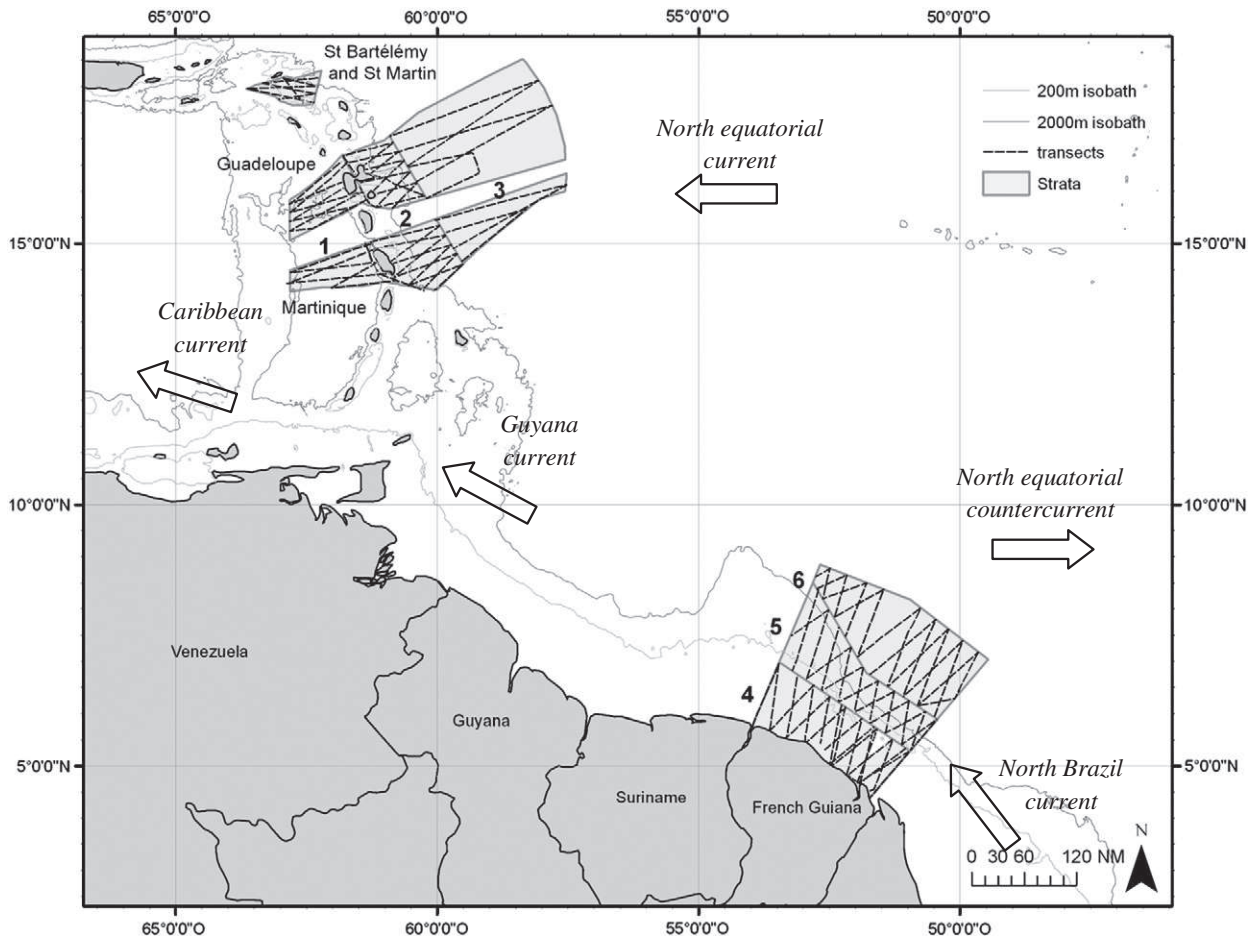 65°0'0"O 60°0'0"O 55°0'0"O 50°0'0"O
St Bartélémy
and St Martin
200m isobath
2000m isobath
transects
Strata
North equatorial
current
Guadeloupe
3
2
1
15°0'0"N 15°0'0"N
Martinique
Caribbean
current
Guyana
current
North equatorial
countercurrent
10°0'0"N 10°0'0"N
6
5
4
Venezuela
Guyana
Suriname
French Guiana
North Brazil
current
5°0'0"N 5°0'0"N
N
0 30 60 120 NM
65°0'0"O 60°0'0"O 55°0'0"O 50°0'0"O